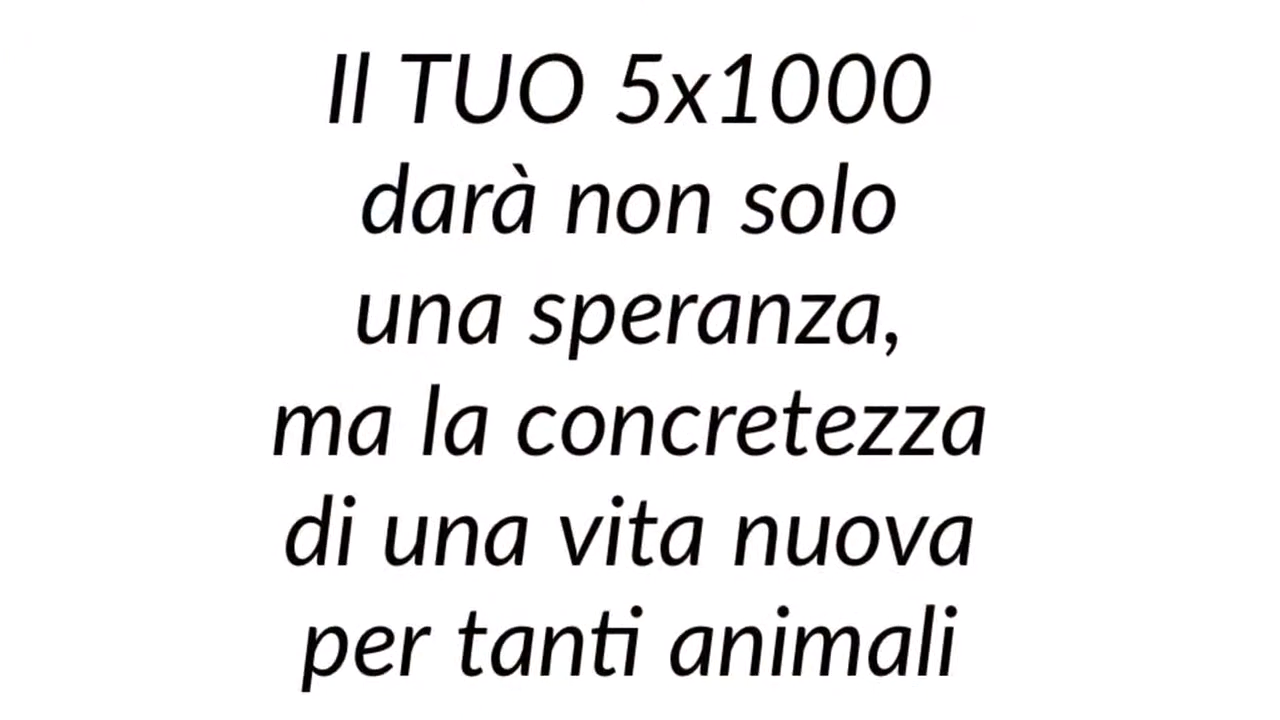 Il TUO 5x1000
darà non solo
una speranza,
ma la concretezza
di una vita nuova
per tanti animali